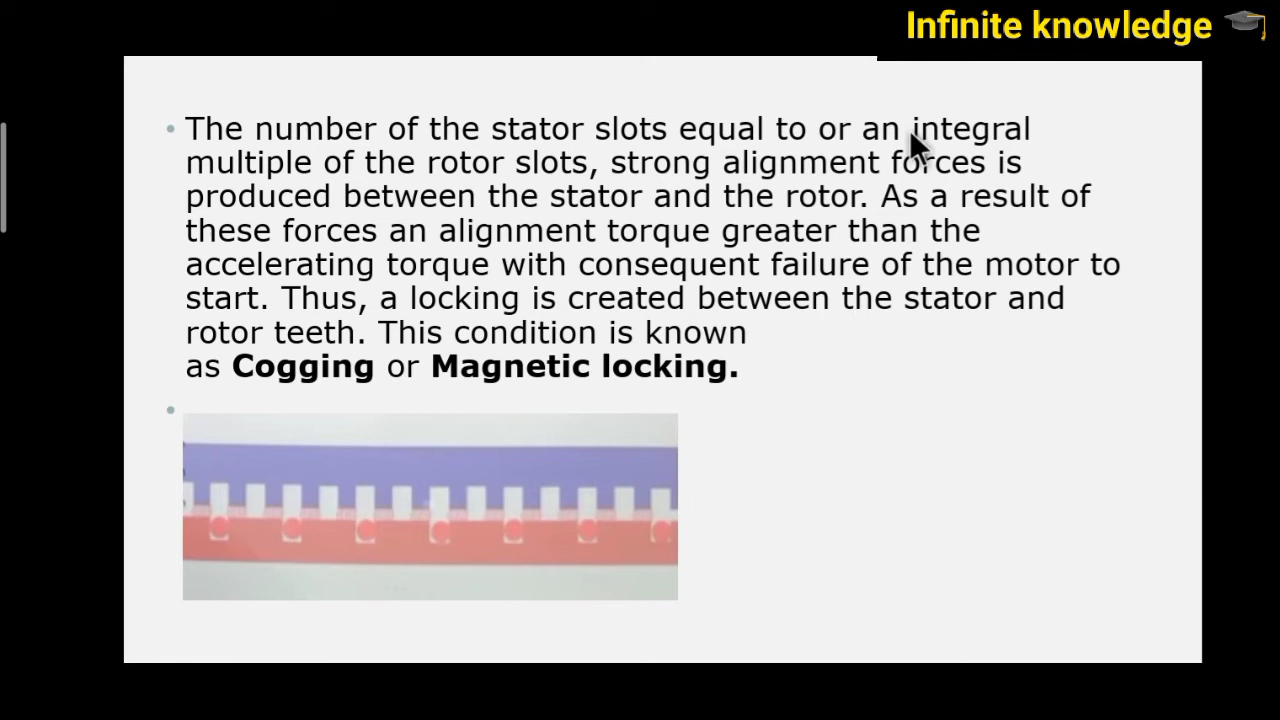 Infinite knowledge 🎓
• The number of the stator slots equal to or an integral
multiple of the rotor slots, strong alignment forces is
produced between the stator and the rotor. As a result of
these forces an alignment torque greater than the
accelerating torque with consequent failure of the motor to
start. Thus, a locking is created between the stator and
rotor teeth. This condition is known
as Cogging or Magnetic locking.
•